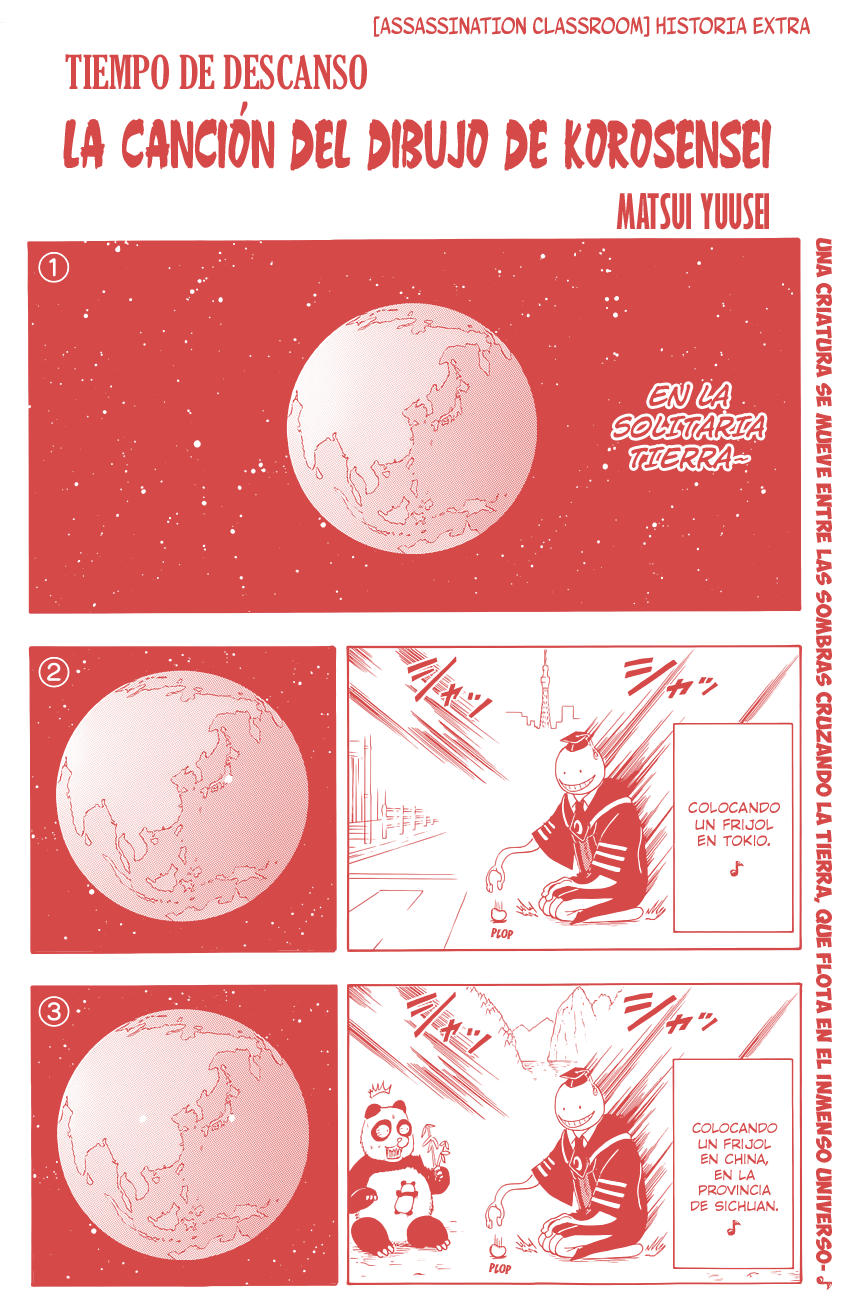 [ASSASSINATION CLASSROOM] HISTORIA EXTRA
TIEMPO DE DESCANSO
LA CANCIÓN DEL DIBUJO DE KOROSENSEI
MATSUI YUUSEI
UNA CRIATURA SE MUEVE ENTRE LAS SOMBRAS CRUZANDO LA TIERRA, QUE FLOTA EN EL INMENSO UNIVERSO- ♪
①
EN LA
SOLITARIA
TIERRA~
②
シャッ
シャッ
COLOCANDO
UN FRIJOL
EN TOKIO.
♪
PLOP
③
シャッ
シャッ
COLOCANDO
UN FRIJOL
EN CHINA,
EN LA
PROVINCIA
DE SICHUAN.
♪
PLOP